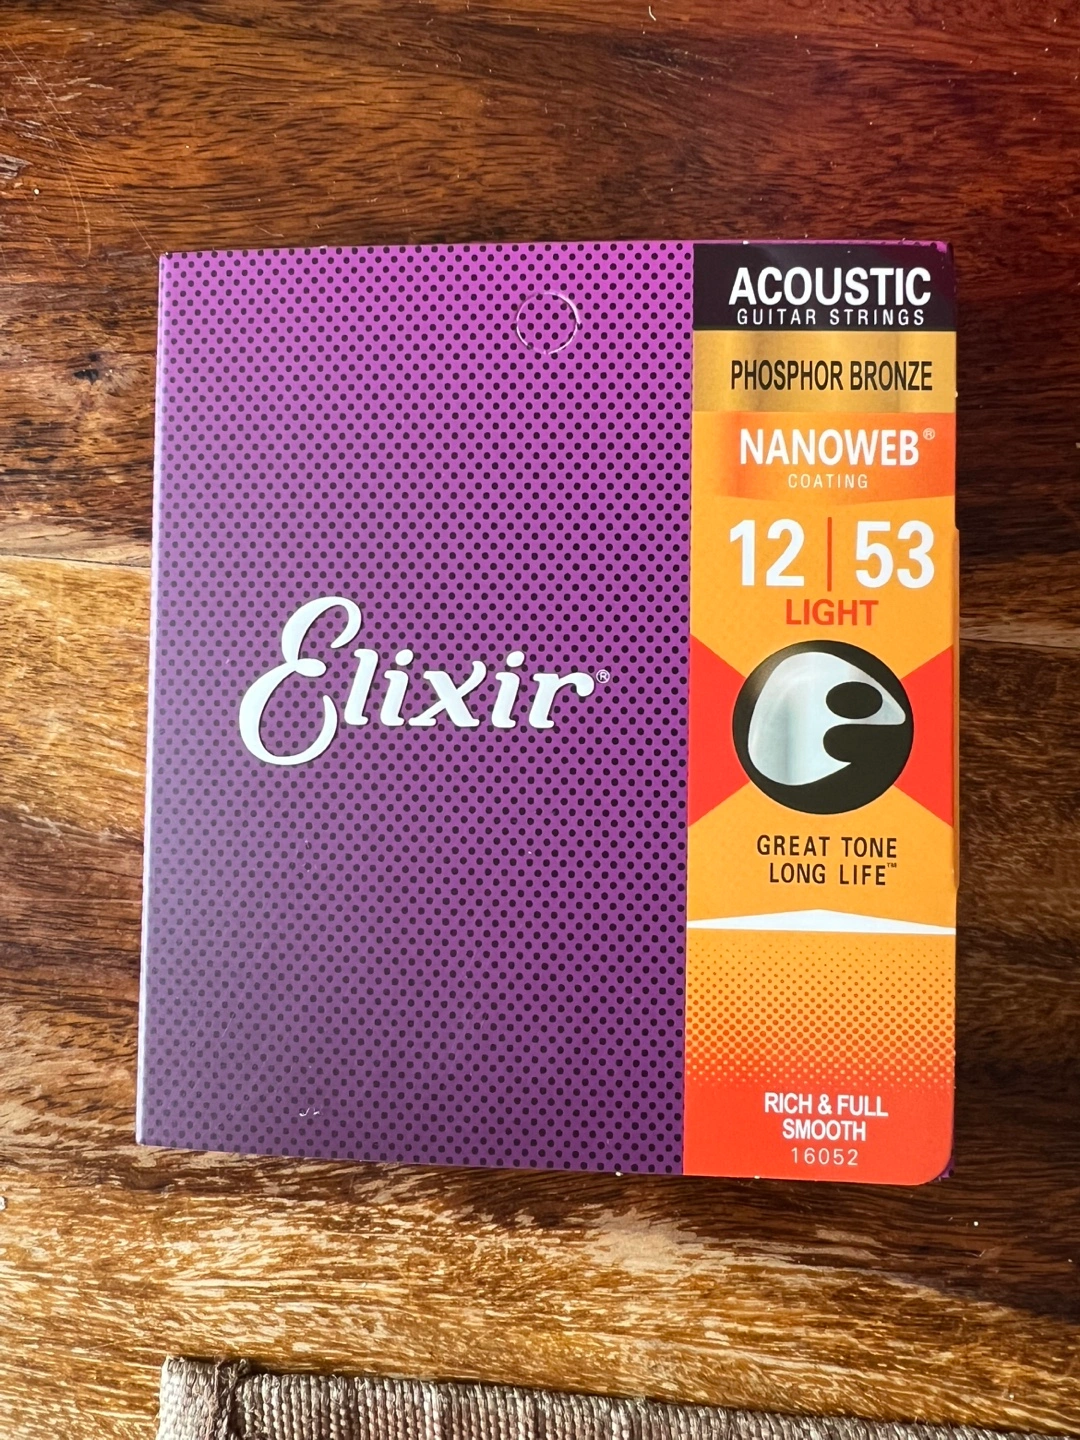 Elixir®
ACOUSTIC
GUITAR STRINGS
PHOSPHOR BRONZE
NANOWEB®
COATING
12 | 53
LIGHT
GREAT TONE
LONG LIFE™
RICH & FULL
SMOOTH
16052